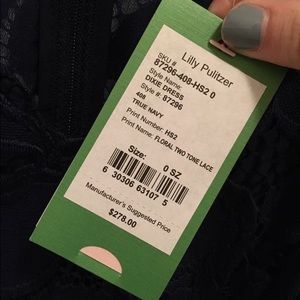 Lilly Pulitzer
SKU #
87296-408-HS2 0
Style Name:
DIXIE DRESS
Style #: 87296
408
TRUE NAVY
Print Number: HS2
Print Name: FLORAL TWO TONE LACE
Size: 0 SZ
6 30306 63107 5
Manufacturer's Suggested Price
$278.00